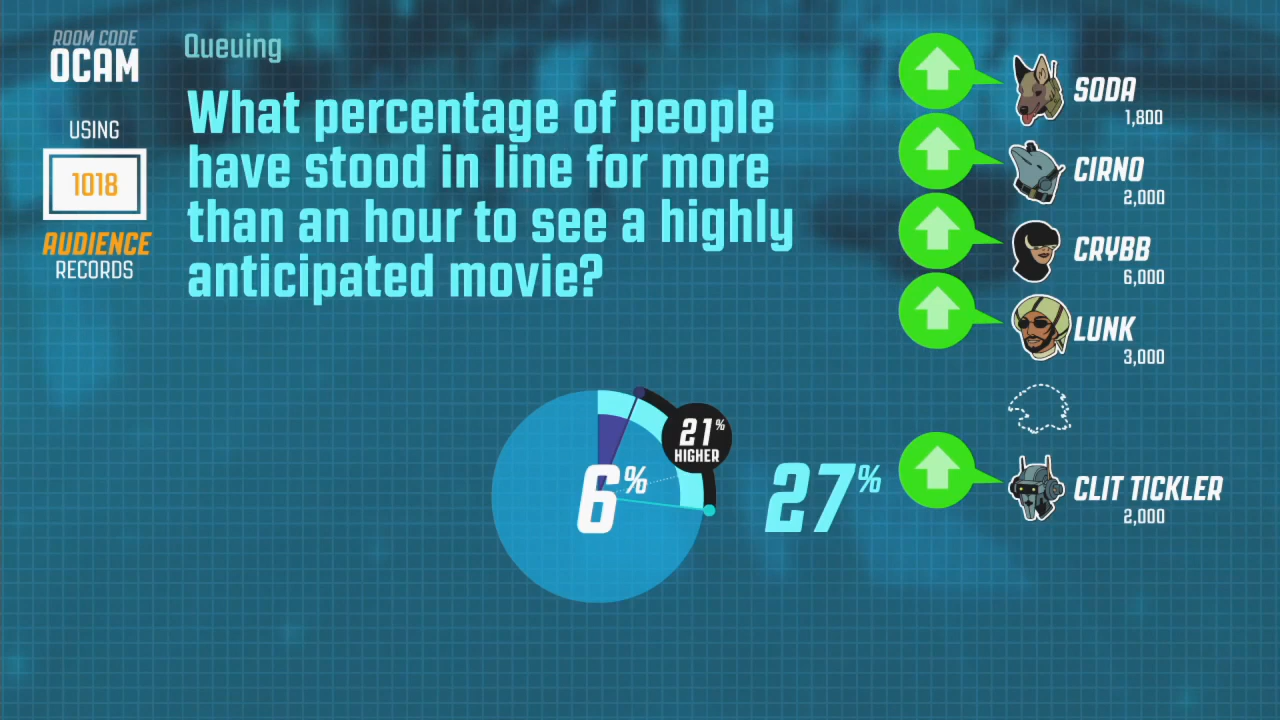 ROOM CODE
OCAM
USING
1018
AUDIENCE
RECORDS
Queuing
What percentage of people
have stood in line for more
than an hour to see a highly
anticipated movie?
6%
21%
HIGHER
27%
SODA
1,800
CIRNO
2,000
CRYBB
6,000
LUNK
3,000
CLIT TICKLER
2,000